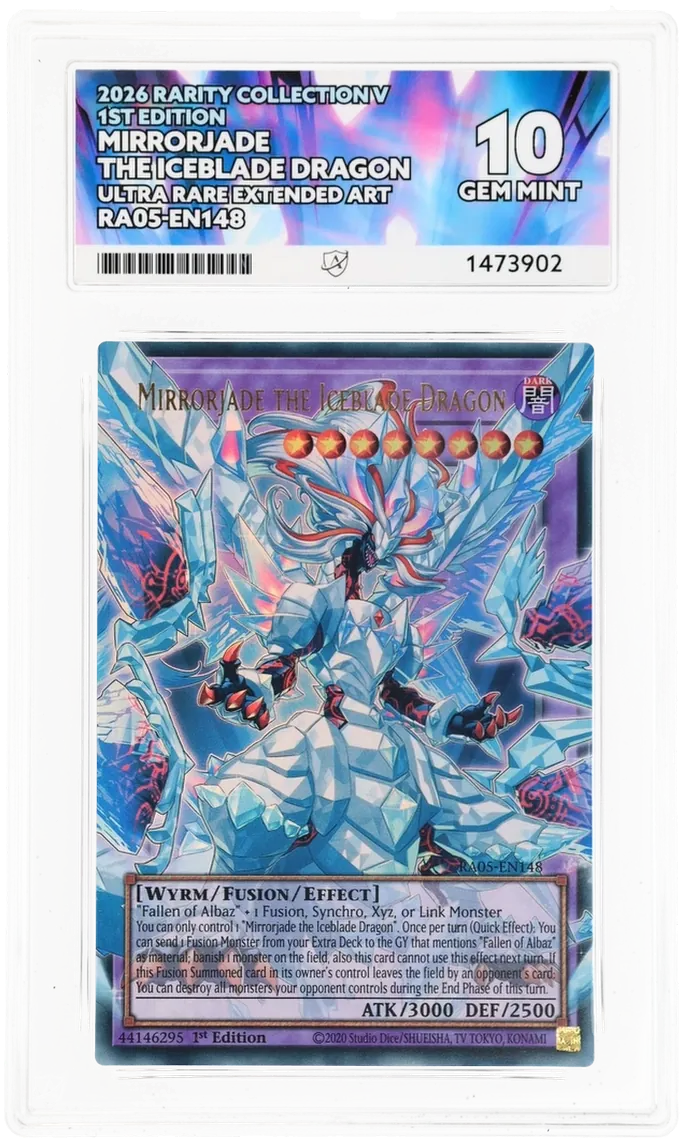 2026 RARITY COLLECTION V
1ST EDITION
MIRRORJADE
THE ICEBLADE DRAGON
ULTRA RARE EXTENDED ART
RA05-EN148
10
GEM MINT
1473902
MIRRORJADE THE ICEBLADE DRAGON
DARK
闇
RA05-EN148
[WYRM/FUSION/EFFECT]
"Fallen of Albaz" + 1 Fusion, Synchro, Xyz, or Link Monster
You can only control 1 "Mirrorjade the Iceblade Dragon". Once per turn (Quick Effect): You
can send 1 Fusion Monster from your Extra Deck to the GY that mentions "Fallen of Albaz"
as material; banish 1 monster on the field, also this card cannot use this effect next turn. If
this Fusion Summoned card in its owner's control leaves the field by an opponent's card:
You can destroy all monsters your opponent controls during the End Phase of this turn.
ATK/3000 DEF/2500
44146295 1st Edition ©2020 Studio Dice/SHUEISHA, TV TOKYO, KONAMI